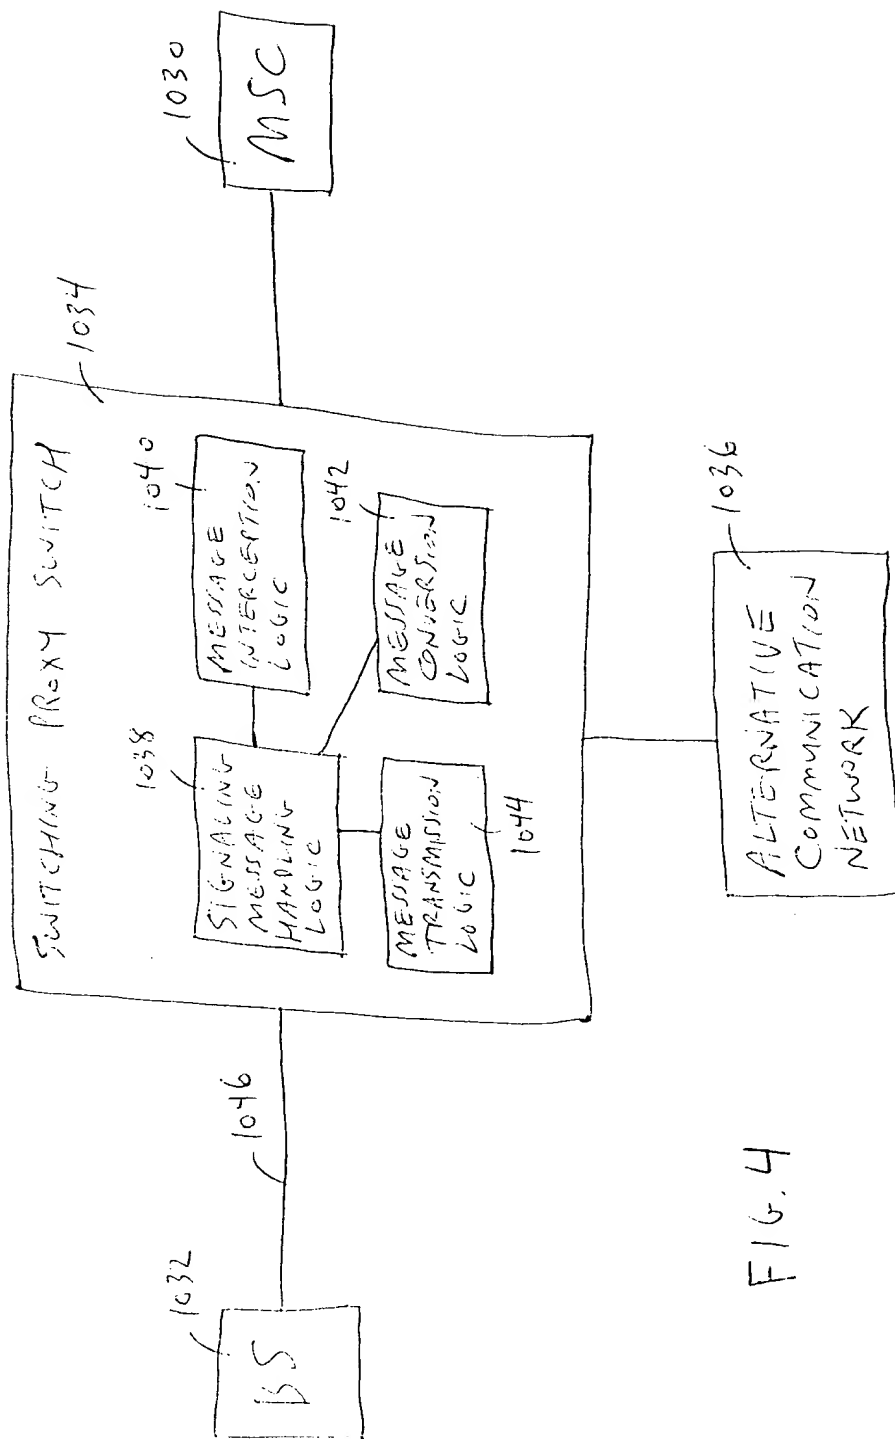 SWITCHING PROXY SWITCH
1034
1032
BS
1046
1038
SIGNALING
MESSAGE
HANDLING
LOGIC
1040
MESSAGE
INTERCEPTION
LOGIC
MESSAGE
TRANSMISSION
LOGIC
1044
1042
MESSAGE
CONVERSION
LOGIC
1030
MSC
1036
ALTERNATIVE
COMMUNICATION
NETWORK
FIG. 4